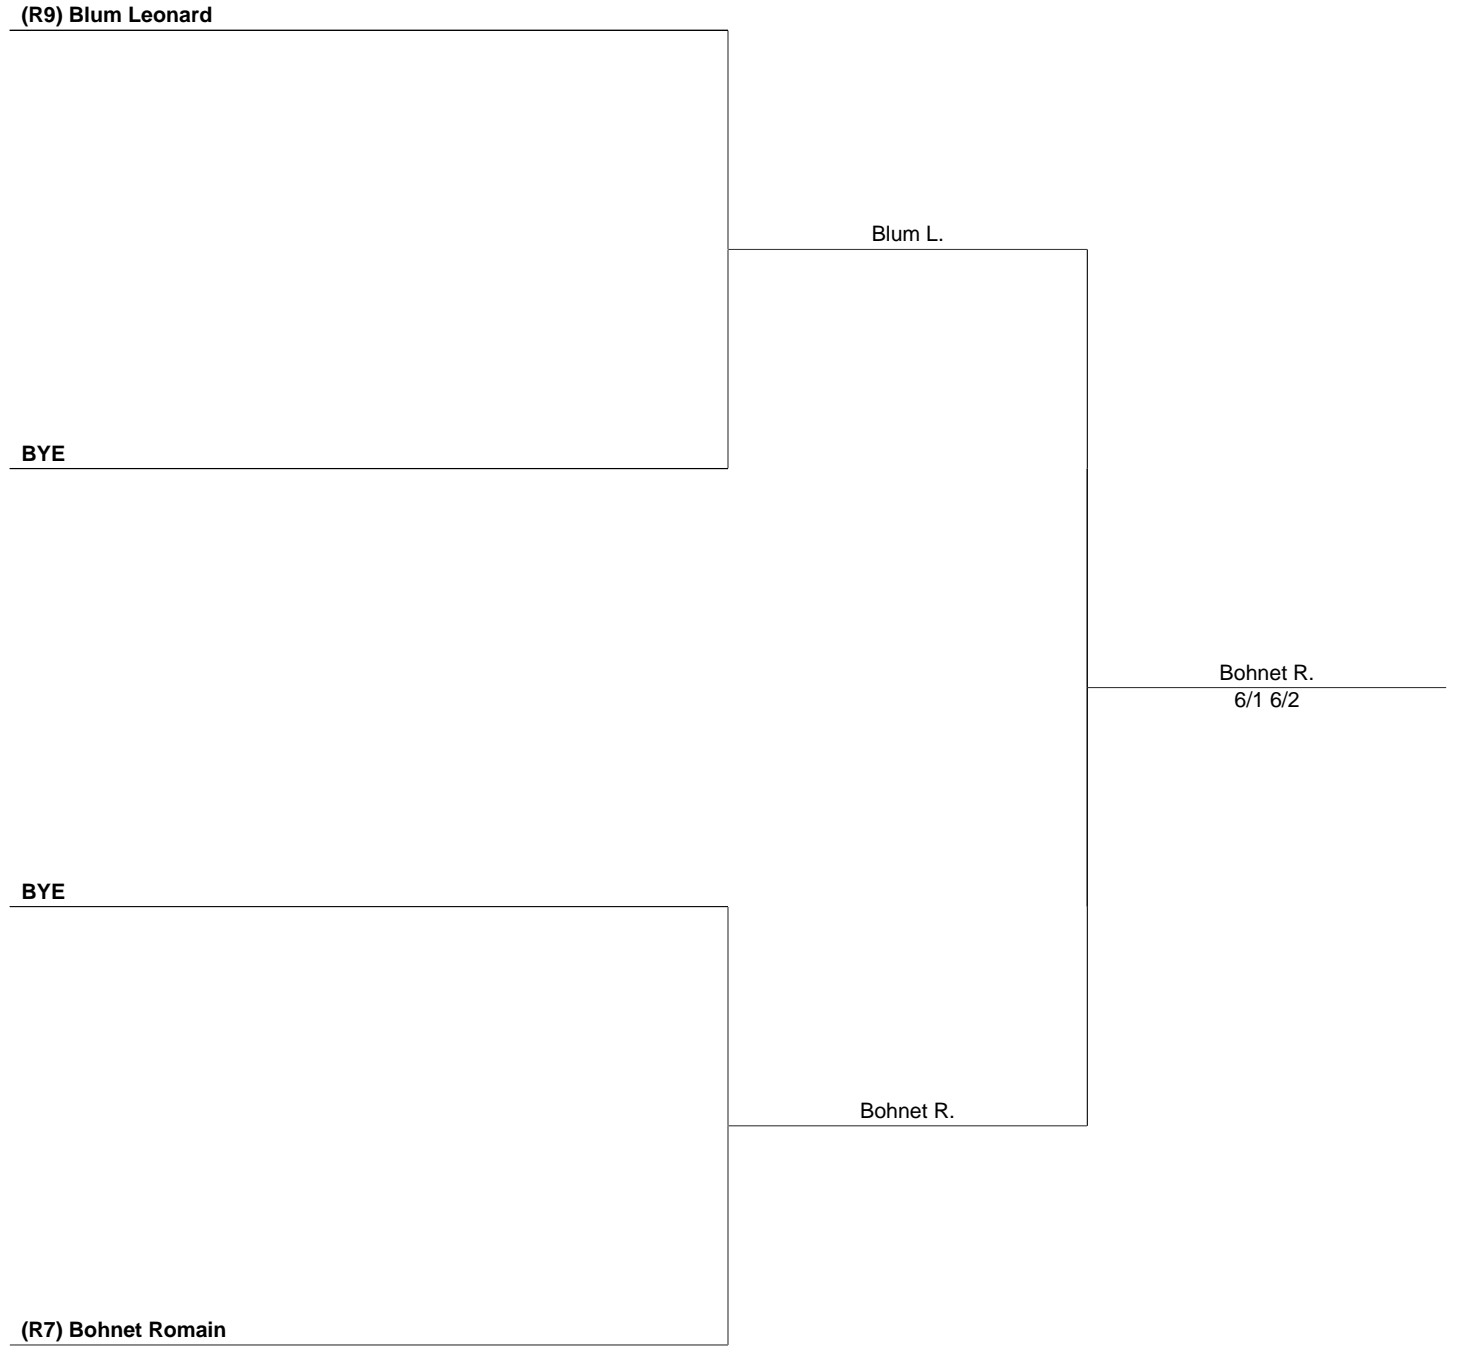 (R9) Blum Leonard
Blum L.
BYE
Bohnet R.
6/1 6/2
BYE
Bohnet R.
(R7) Bohnet Romain